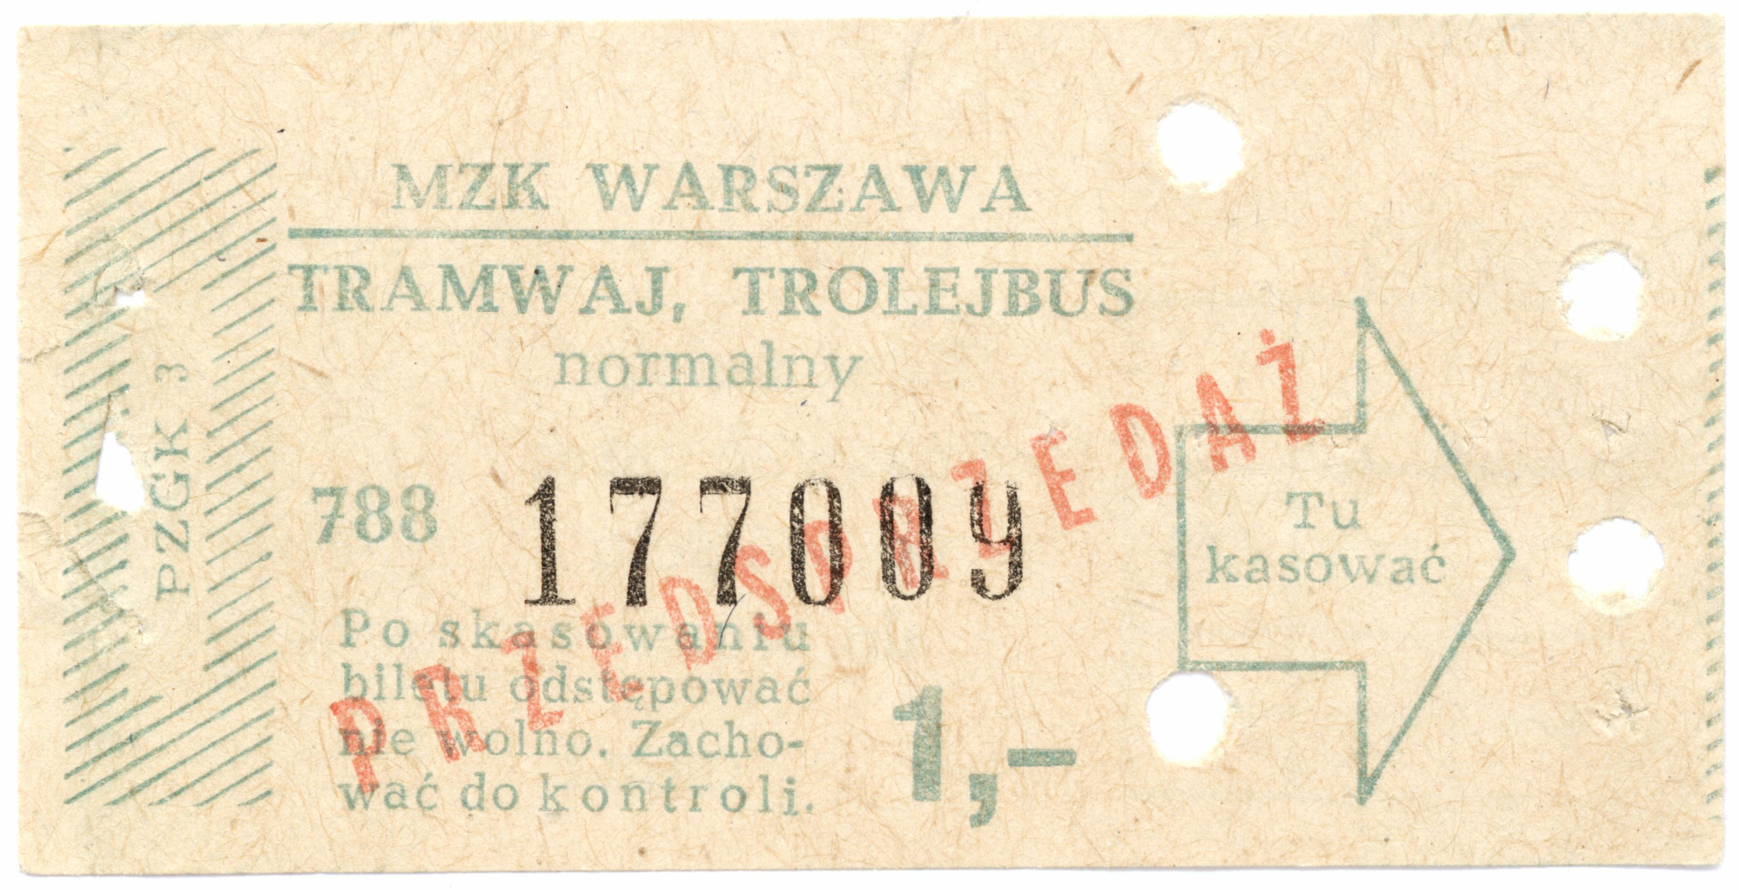 MZK WARSZAWA
TRAMWAJ, TROLEJBUS
normalny
PZGK 3
788 177009
PRZEDSPRZEDAŻ
Po skasowaniu
biletu odstępować
nie wolno. Zacho-
wać do kontroli.
1,–
Tu
kasować